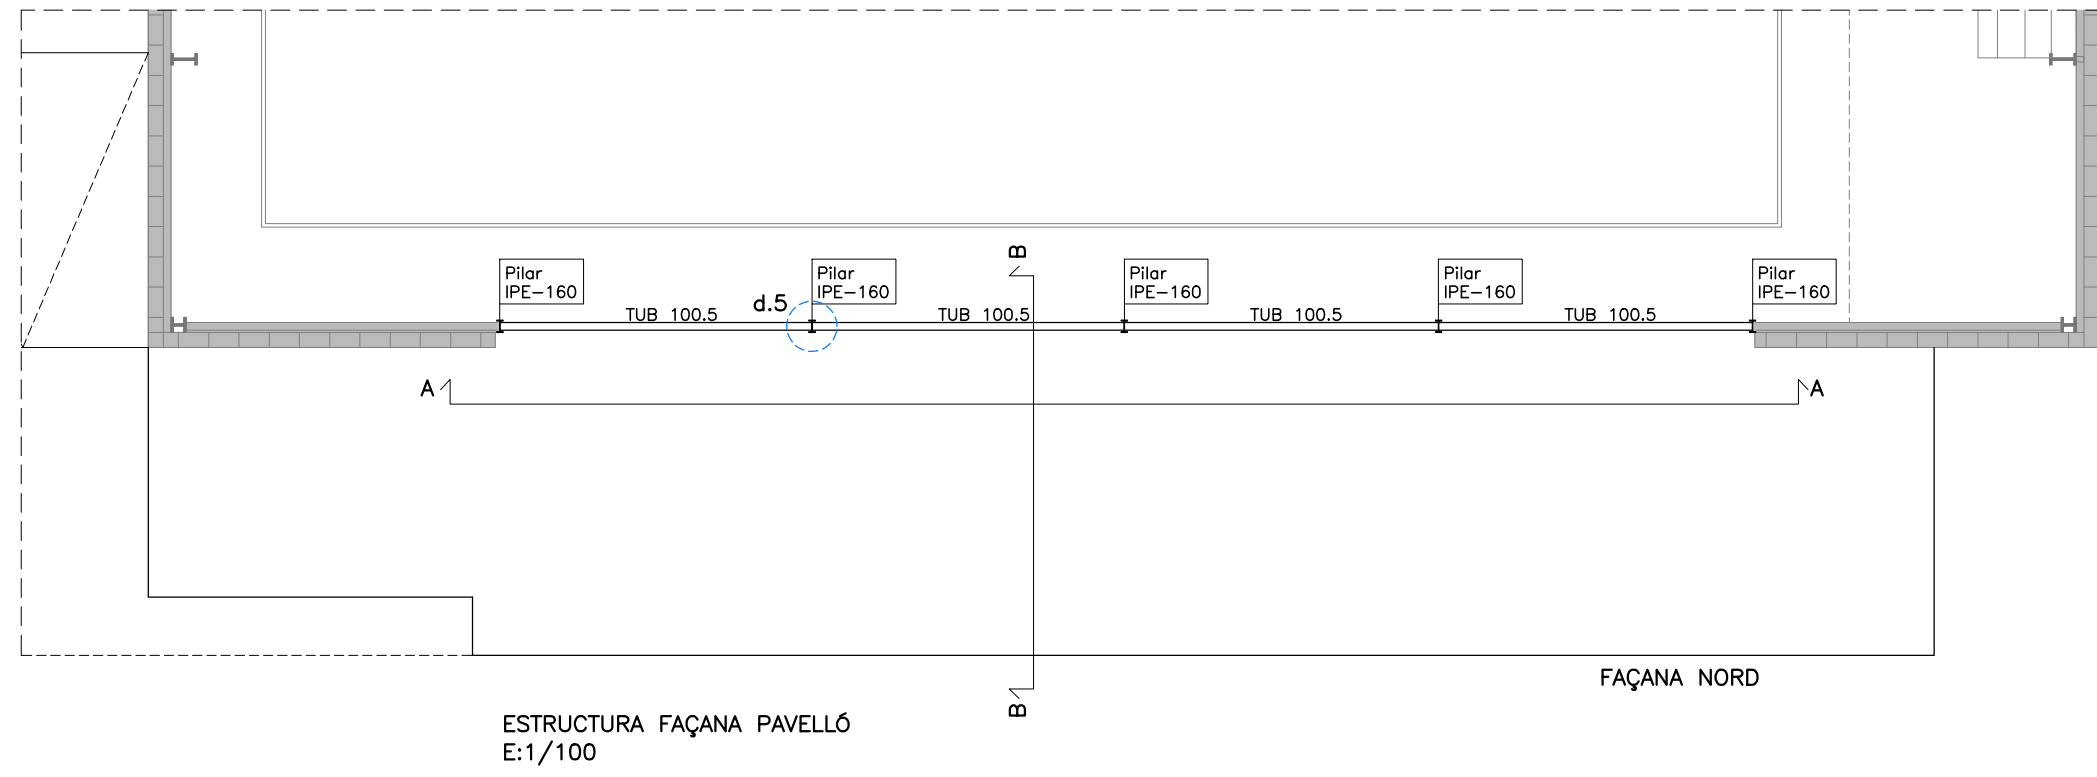 B
Pilar
IPE-160
Pilar
IPE-160
Pilar
IPE-160
Pilar
IPE-160
Pilar
IPE-160
d.5
TUB 100.5
TUB 100.5
TUB 100.5
TUB 100.5
A
A
FAÇANA NORD
B
ESTRUCTURA FAÇANA PAVELLÓ
E:1/100